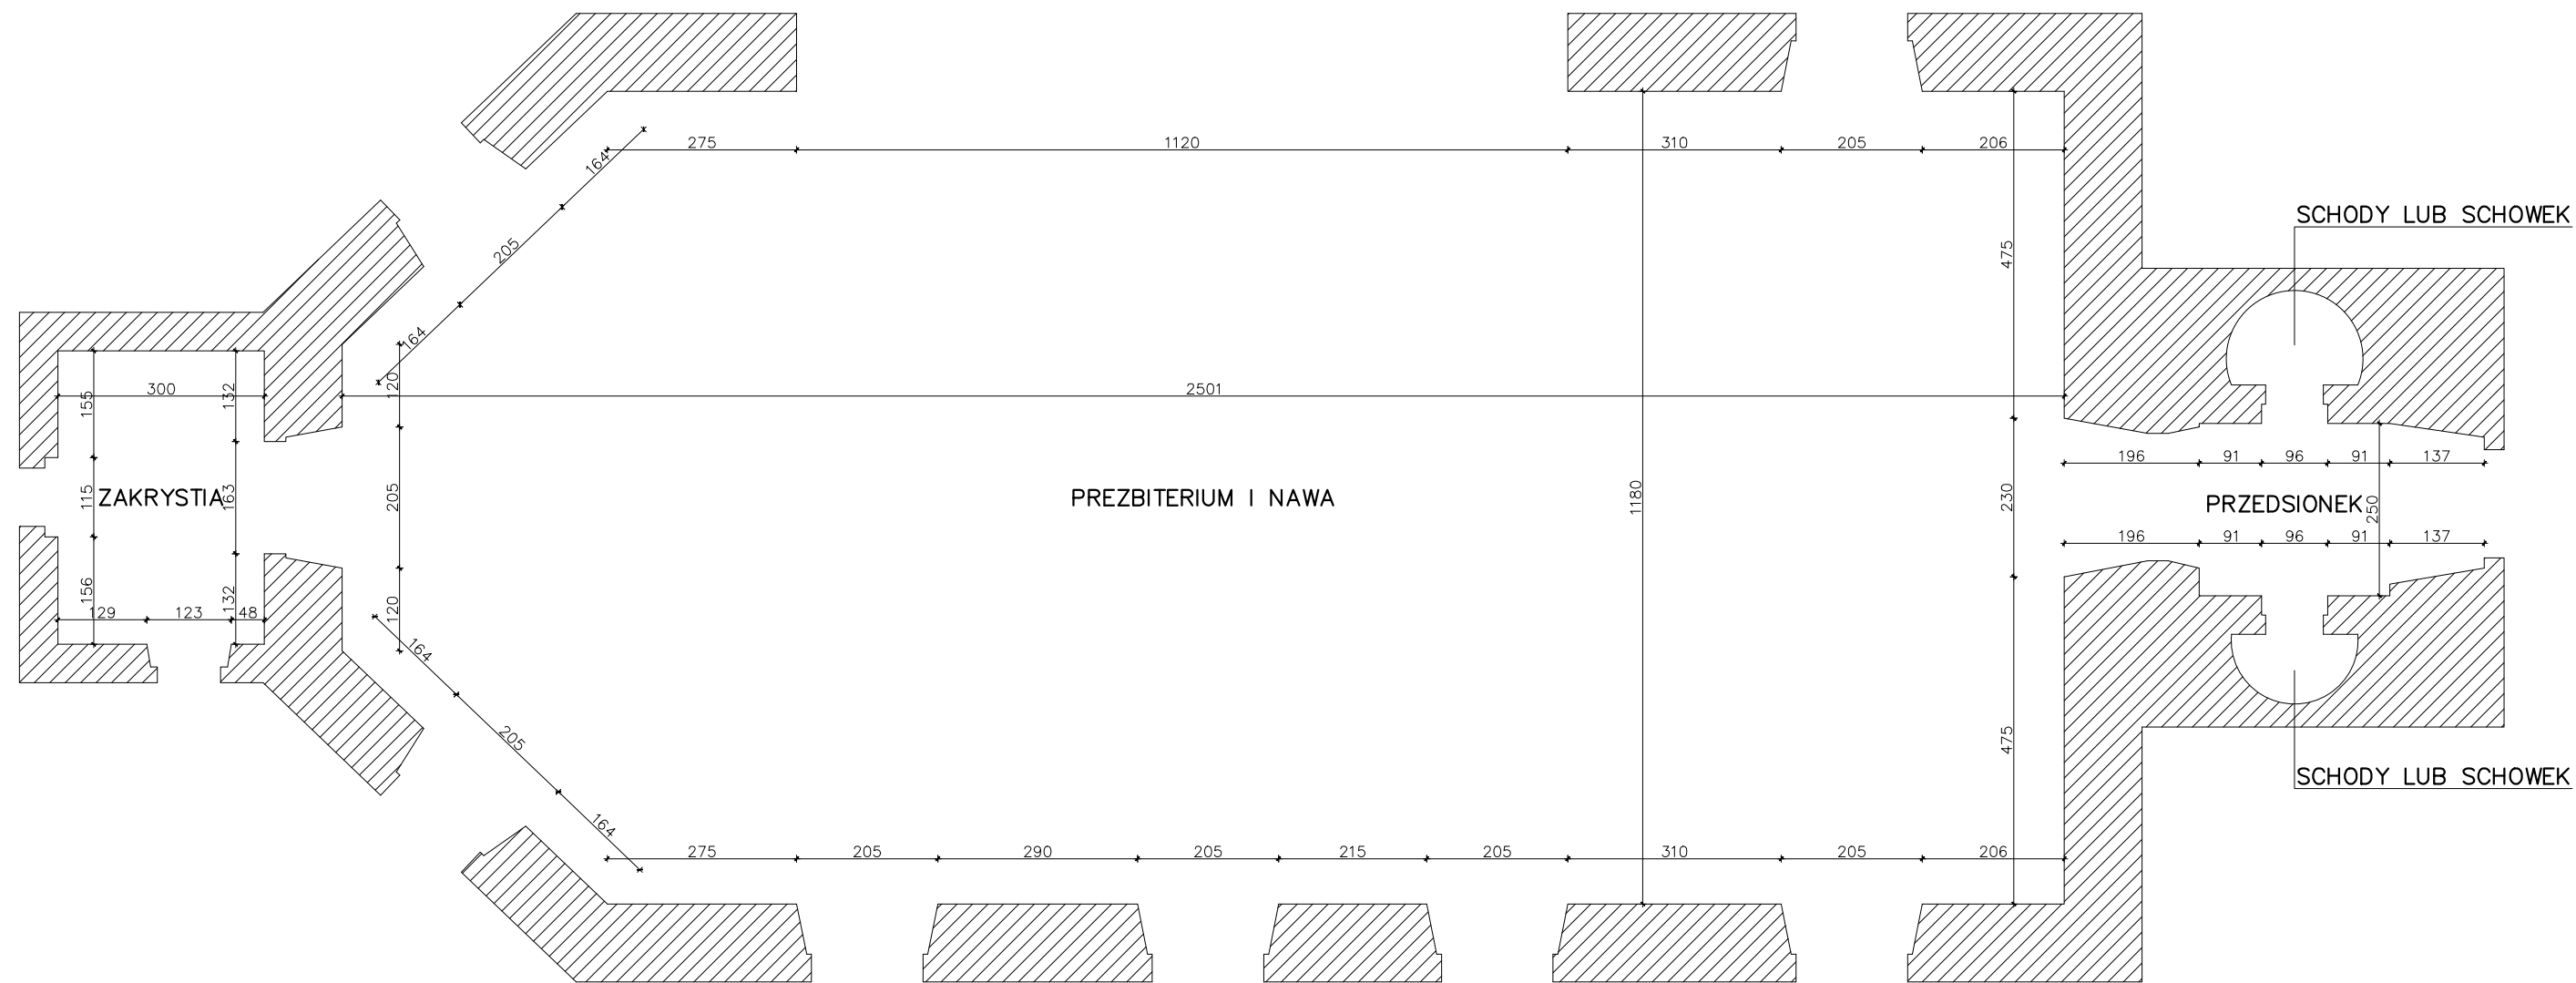 275 1120 310 205 206
164
SCHODY LUB SCHOWEK
205
475
164
120
300
155
132
2501
196 91 96 91 137
ZAKRYSTIA
115
163
205
PREZBITERIUM I NAWA
1180
230
PRZEDSIONEK
250
196 91 96 91 137
156
132
120
129 123 48
164
205
475
SCHODY LUB SCHOWEK
164
275 205 290 205 215 205 310 205 206